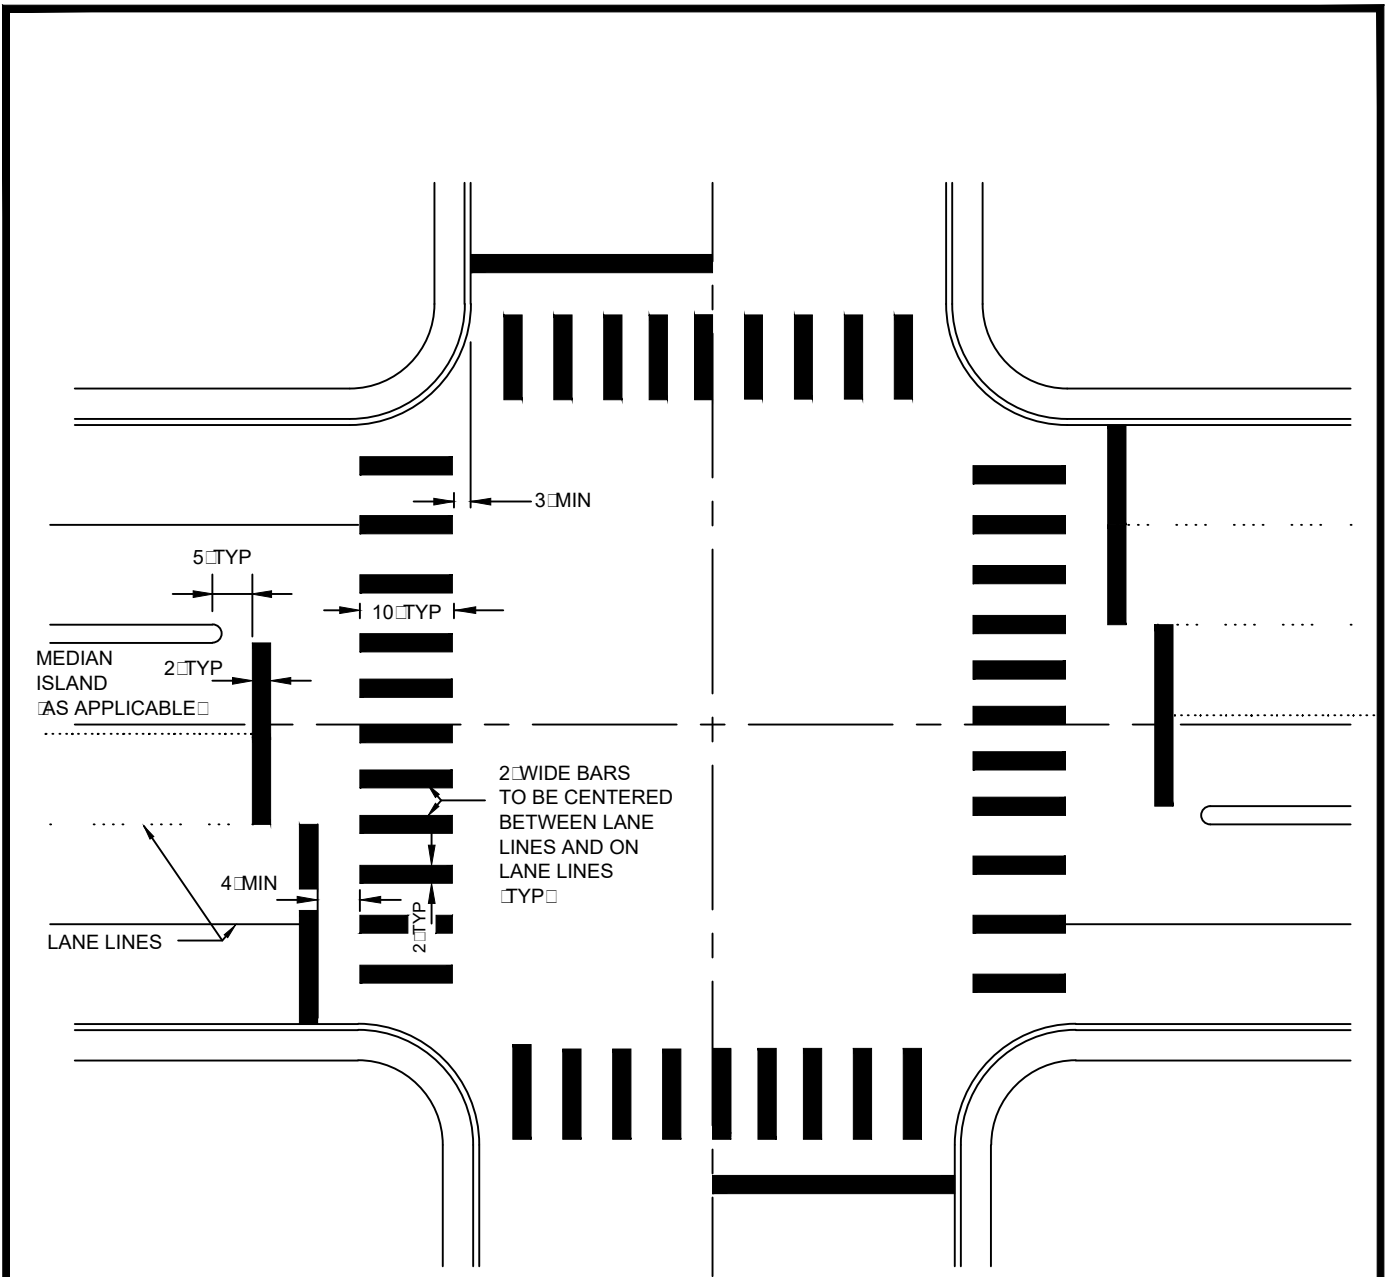 3□MIN
5□TYP
10□TYP
MEDIAN
ISLAND
□AS APPLICABLE□
2□TYP
2□WIDE BARS
TO BE CENTERED
BETWEEN LANE
LINES AND ON
LANE LINES
□TYP□
4□MIN
2□TYP
LANE LINES